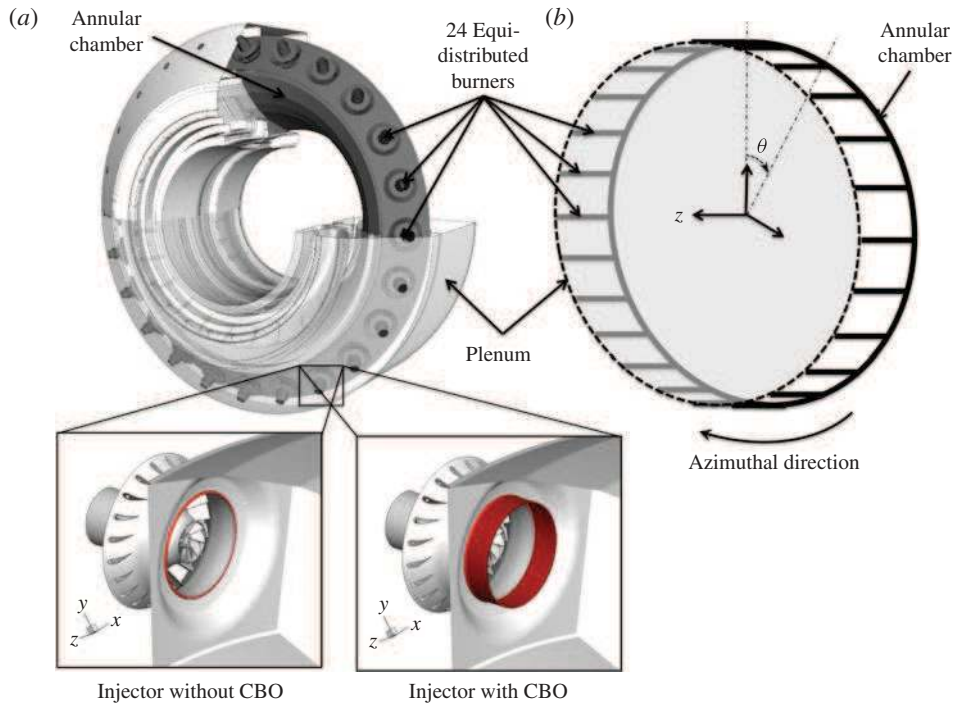 (a)
Annular
chamber
24 Equi-
distributed
burners
(b)
Annular
chamber
θ
z
Plenum
Azimuthal direction
y
x
z
y
x
z
Injector without CBO
Injector with CBO